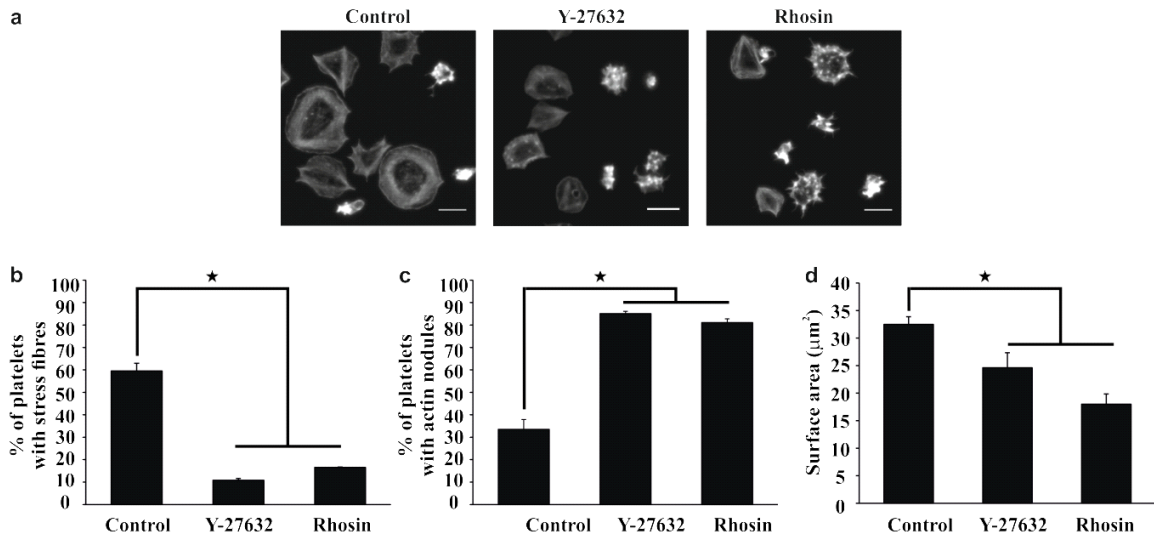 a
Control
Y-27632
Rhosin
b
★
100
90
80
70
60
50
40
30
20
10
0
% of platelets
with stress fibres
Control
Y-27632
Rhosin
c
★
100
90
80
70
60
50
40
30
20
10
0
% of platelets
with actin nodules
Control
Y-27632
Rhosin
d
★
40
35
30
25
20
15
10
5
0
Surface area (μm²)
Control
Y-27632
Rhosin